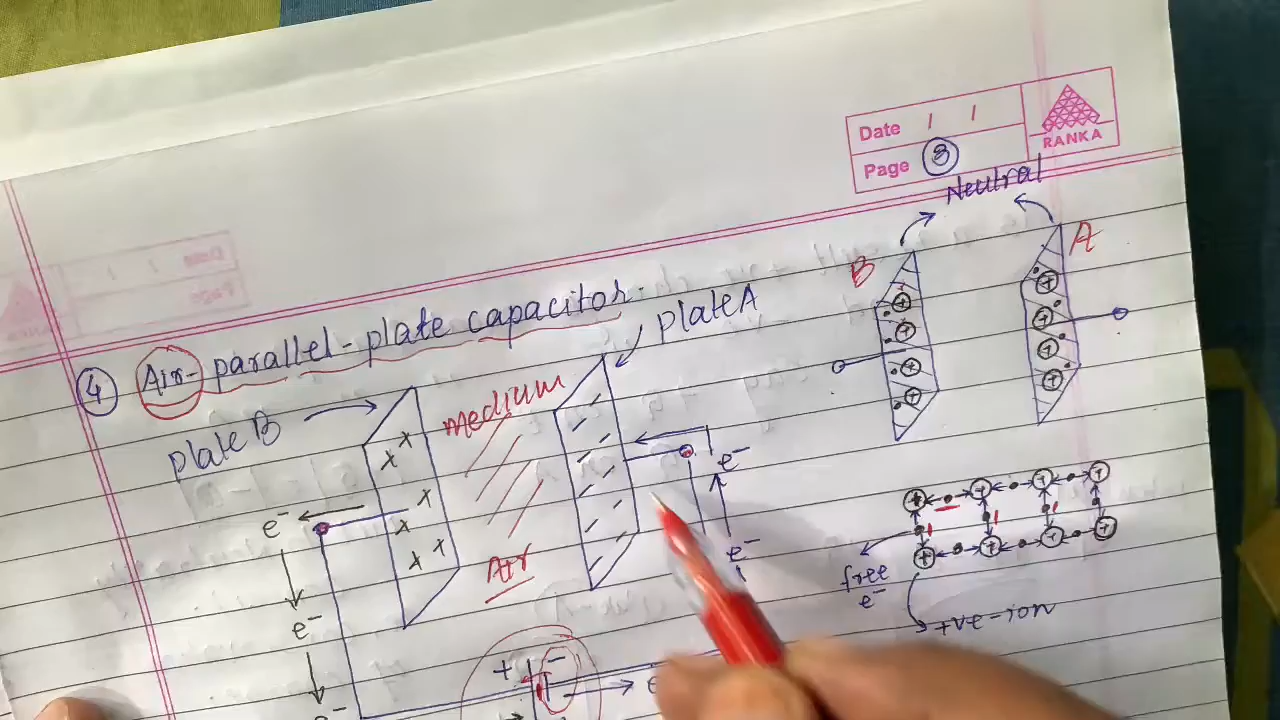 Date / /
RANKA
Page 8
Neutral
B
A
4 Air-parallel-plate capacitor.
plate A
plate B
medium
e-
e-
e-
e-
Air
free
e-
+ve-ion
+ -
e-